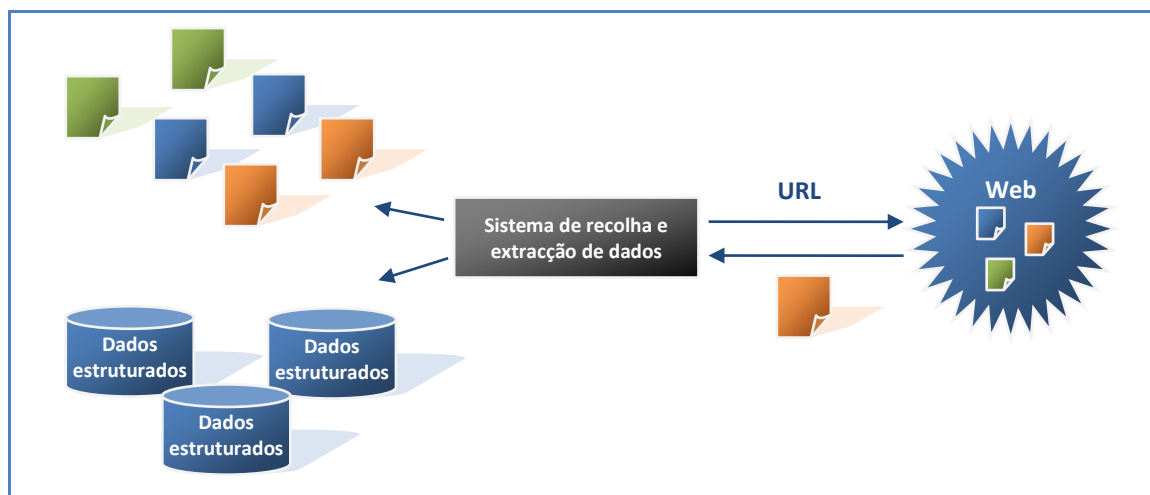 URL
Web
Sistema de recolha e
extracção de dados
Dados
estruturados
Dados
estruturados
Dados
estruturados